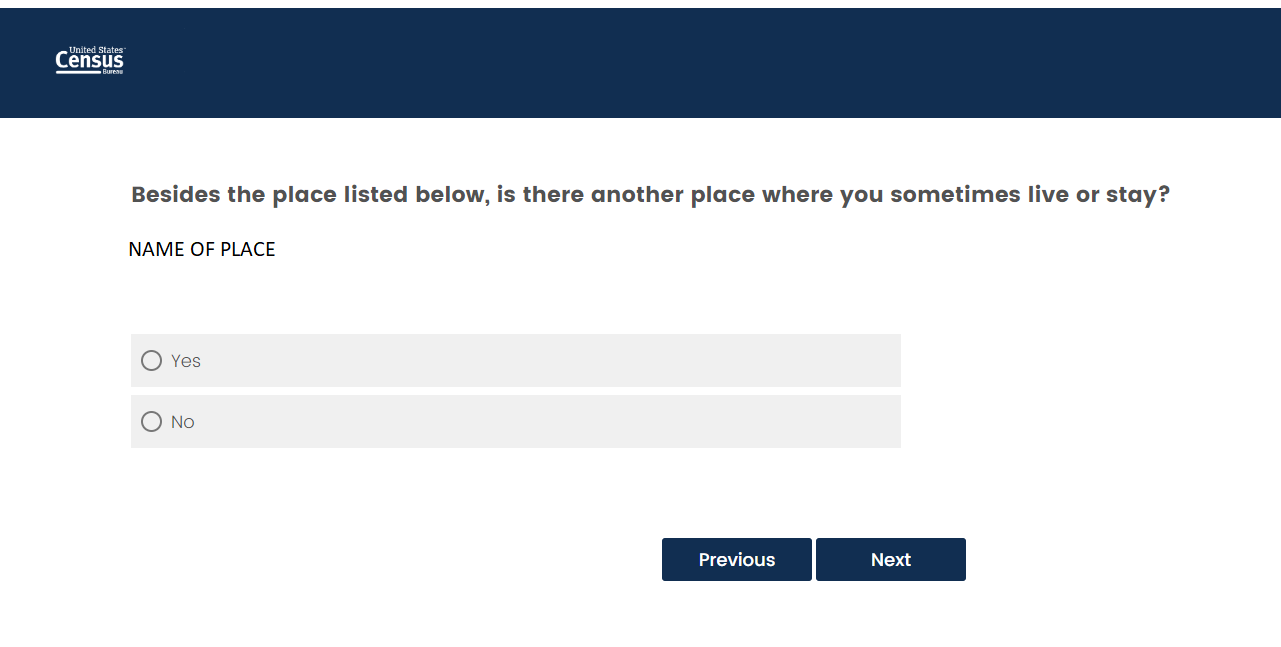 United States
Census
Bureau
Besides the place listed below, is there another place where you sometimes live or stay?
NAME OF PLACE
Yes
No
Previous Next